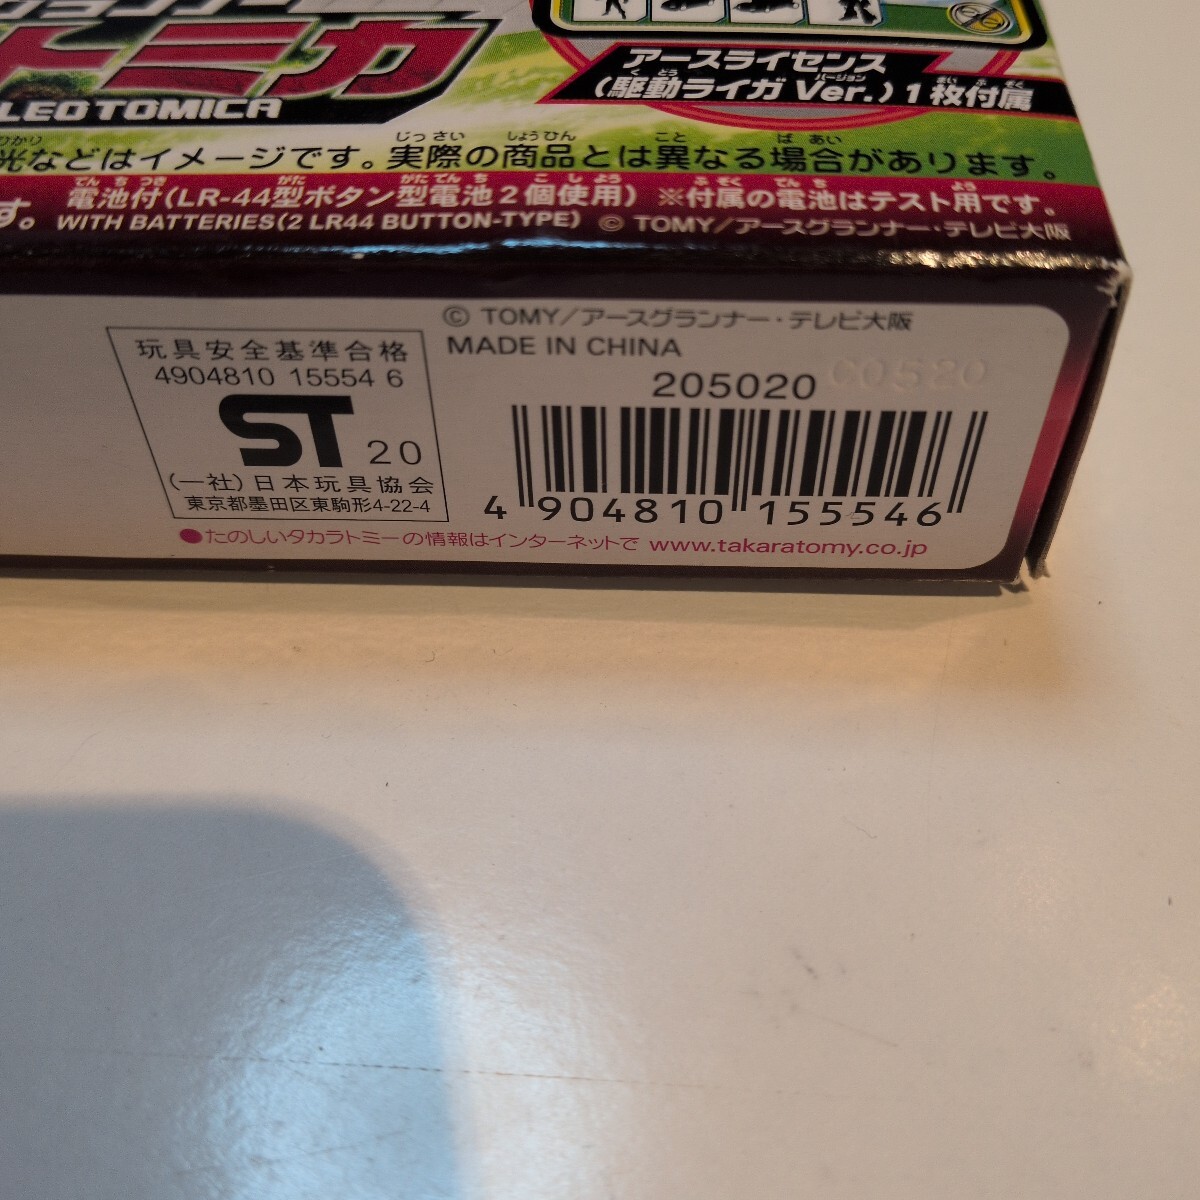 トミカ
LEO TOMICA
アースライセンス
(駆動ライガ Ver.) 1枚付属
光などはイメージです。実際の商品とは異なる場合があります。
す。 電池付(LR-44型ボタン型電池2個使用) ※付属の電池はテスト用です。
WITH BATTERIES(2 LR44 BUTTON-TYPE) © TOMY/アースグランナー・テレビ大阪
玩具安全基準合格
4904810 15554 6
ST 20
(一社)日本玩具協会
東京都墨田区東駒形4-22-4
© TOMY/アースグランナー・テレビ大阪
MADE IN CHINA
205020 C0520
4 904810 155546
●たのしいタカラトミーの情報はインターネットで www.takaratomy.co.jp